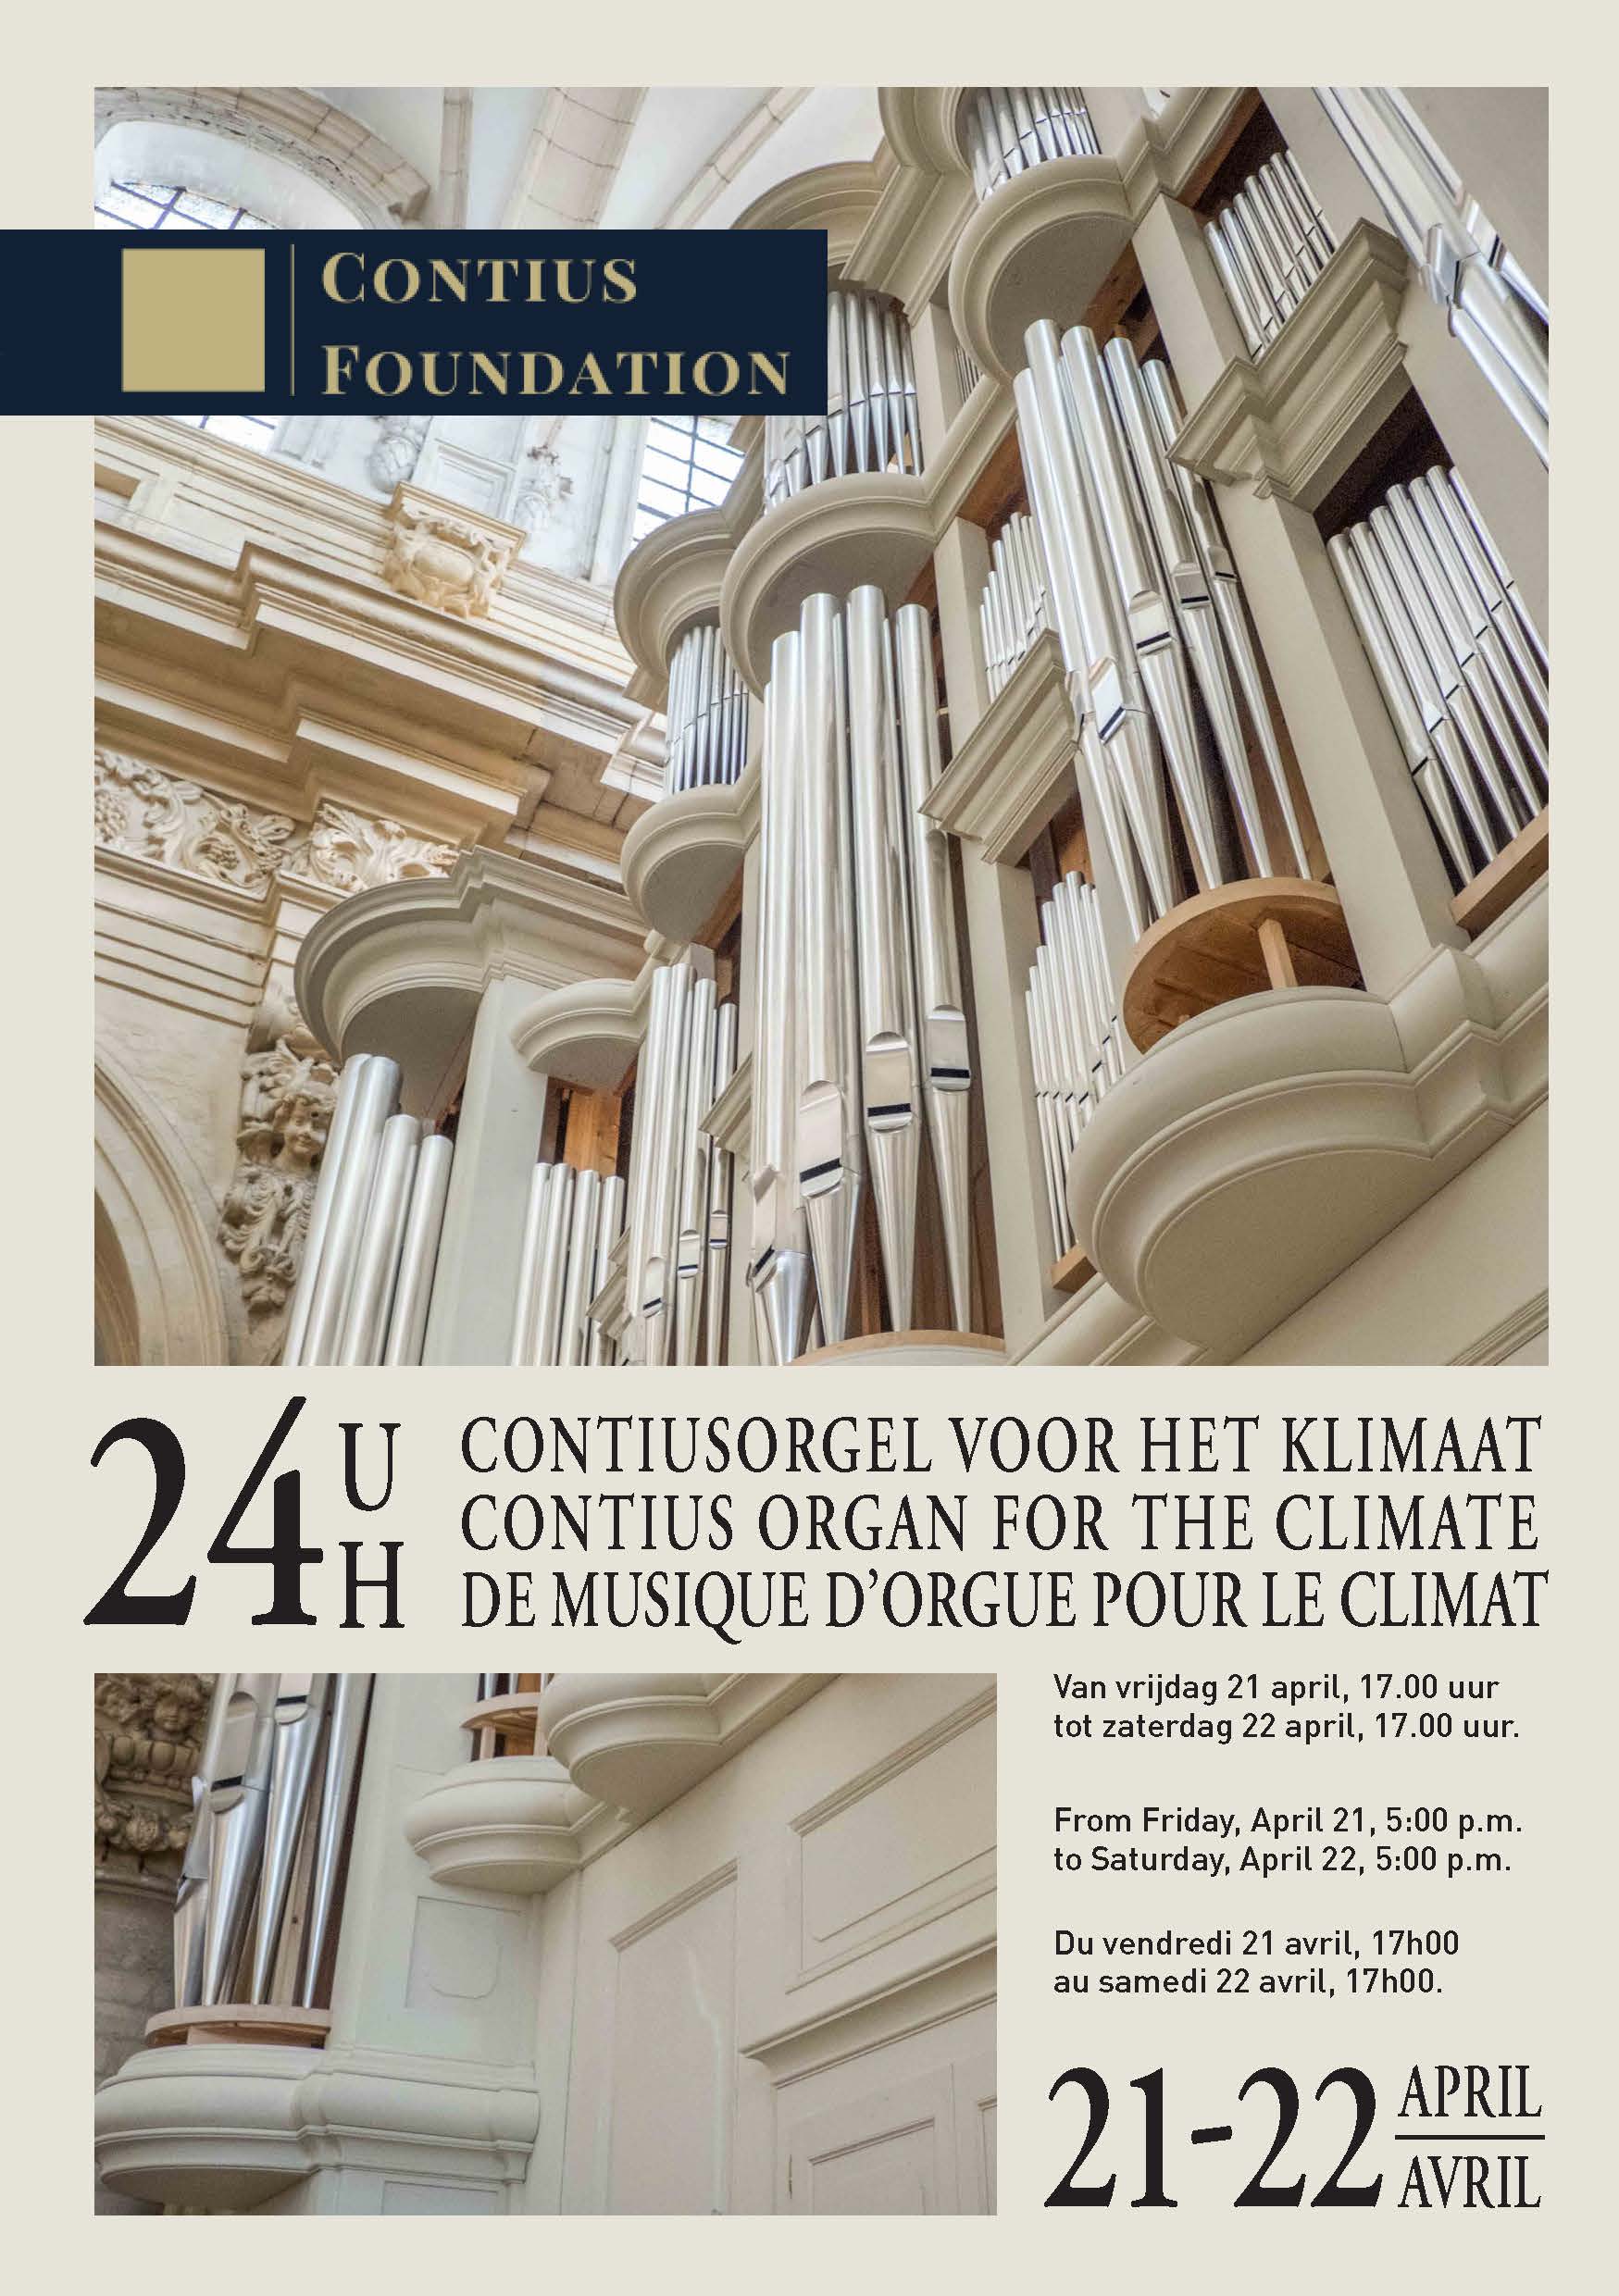 CONTIUS
FOUNDATION
24 U H
CONTIUSORGEL VOOR HET KLIMAAT
CONTIUS ORGAN FOR THE CLIMATE
DE MUSIQUE D'ORGUE POUR LE CLIMAT
Van vrijdag 21 april, 17.00 uur
tot zaterdag 22 april, 17.00 uur.
From Friday, April 21, 5:00 p.m.
to Saturday, April 22, 5:00 p.m.
Du vendredi 21 avril, 17h00
au samedi 22 avril, 17h00.
21-22 APRIL
AVRIL